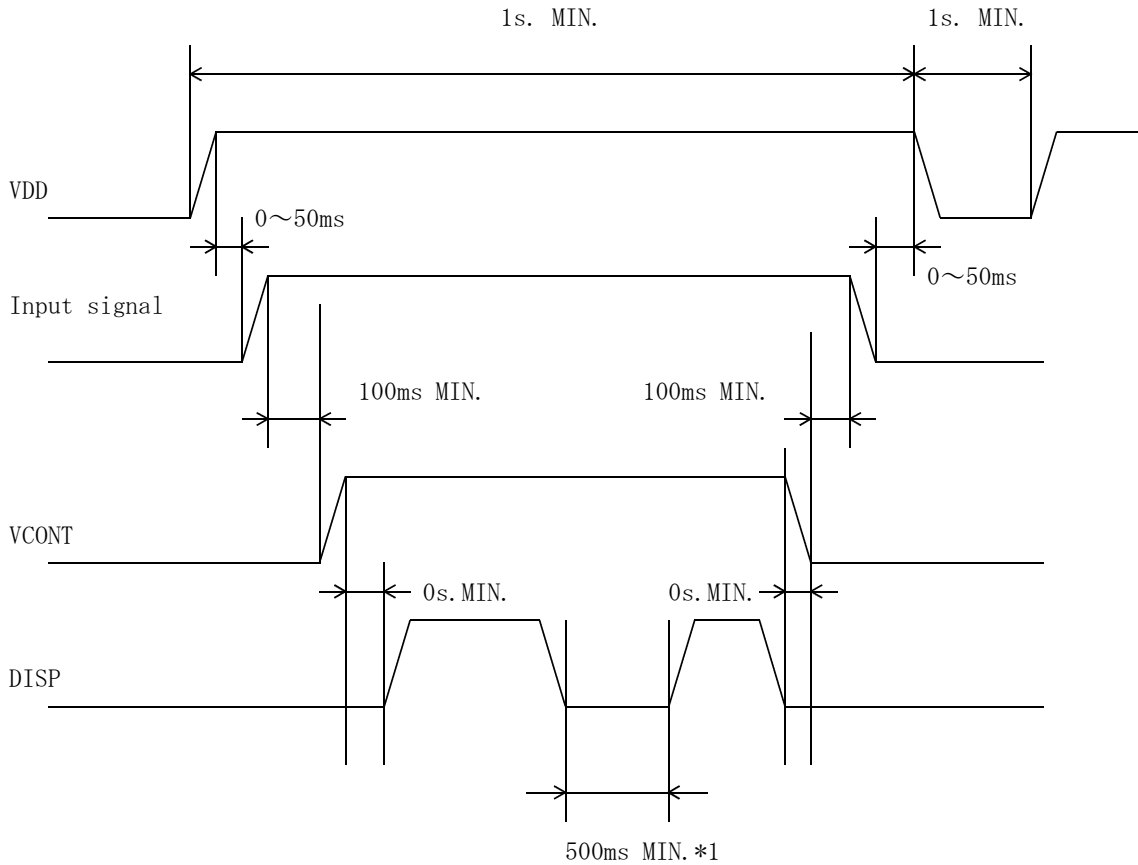 1s. MIN.
1s. MIN.
VDD
0～50ms
0～50ms
Input signal
100ms MIN.
100ms MIN.
VCONT
0s.MIN.
0s.MIN.
DISP
500ms MIN.*1